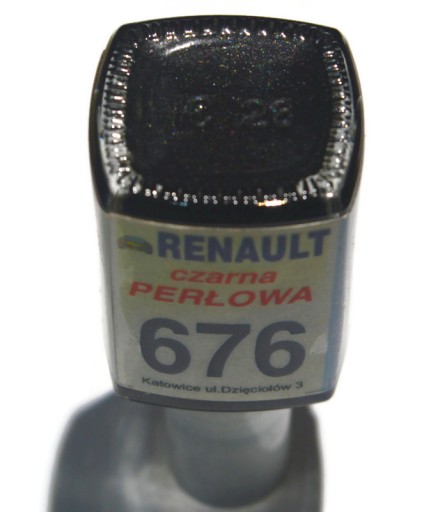 RENAULT
czarna
PERŁOWA
676
Katowice ul.Dzięciołów 3